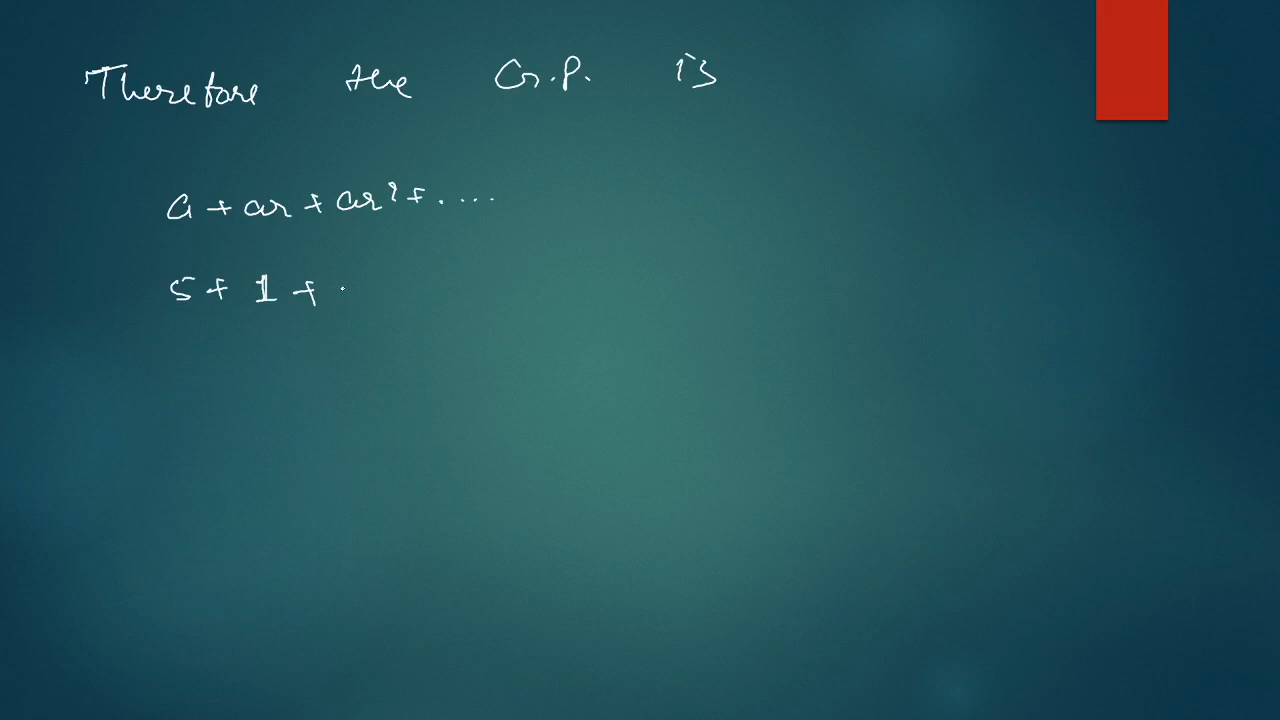 Therefore the G.P. is
a + ar + ar² + ....
5 + 1 + .